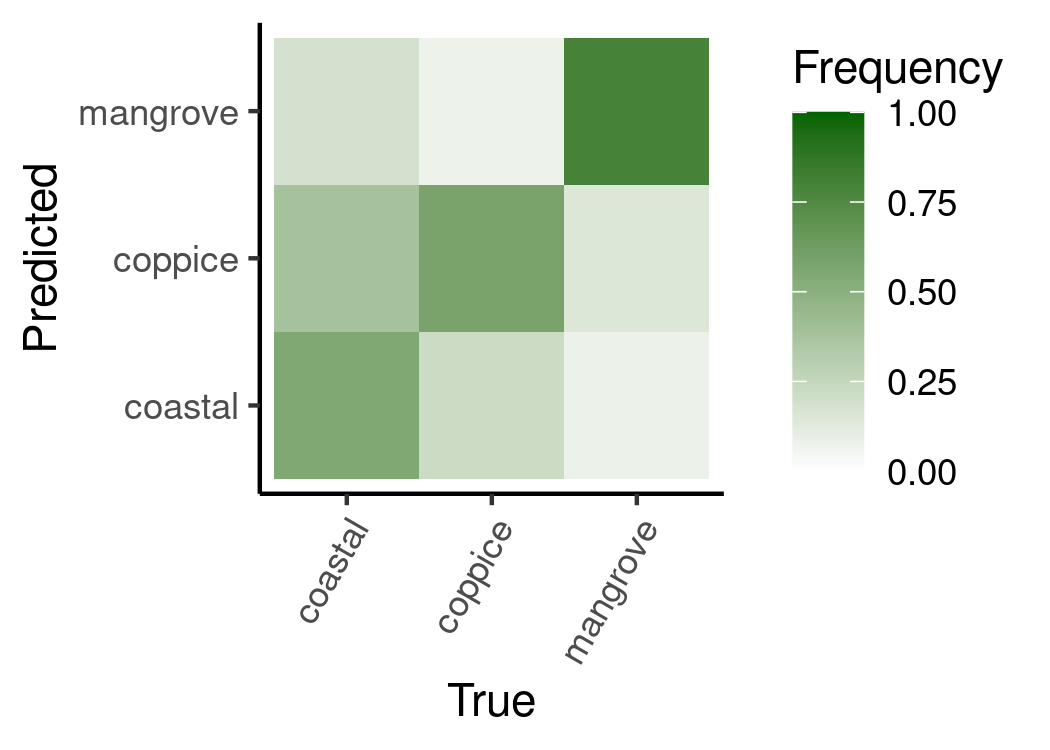 Predicted
mangrove
coppice
coastal
coastal
coppice
mangrove
True
Frequency
1.00
0.75
0.50
0.25
0.00